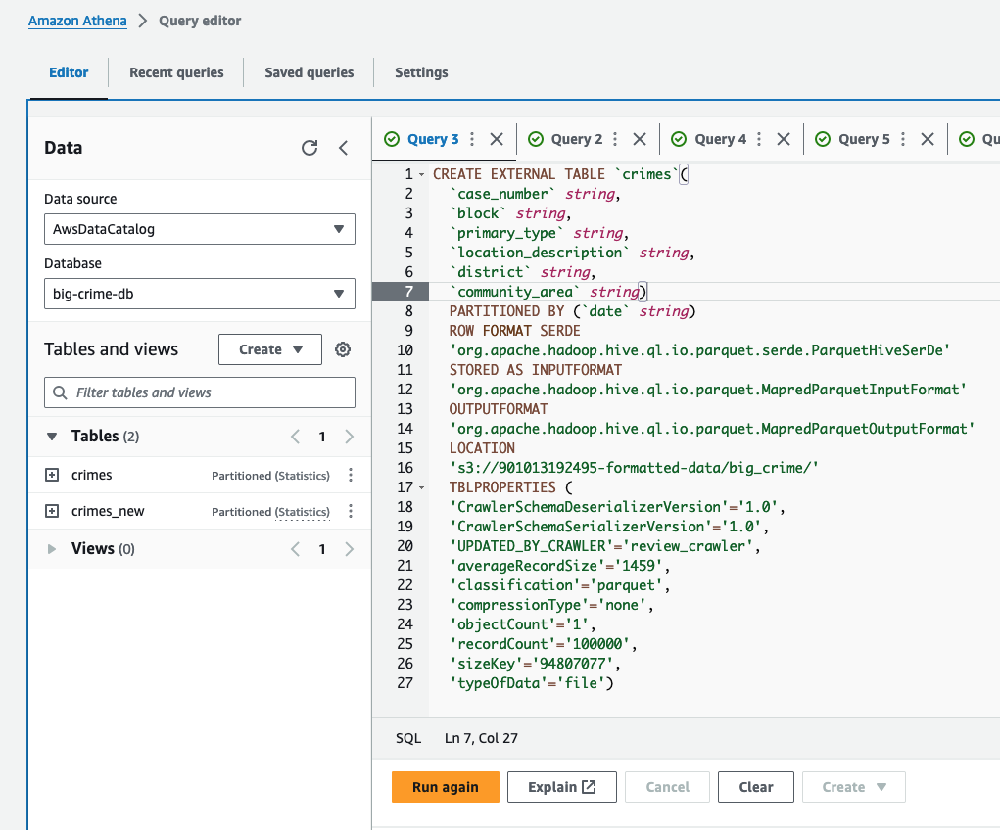 Amazon Athena > Query editor
Editor Recent queries Saved queries Settings
Data
Data source
AwsDataCatalog
Database
big-crime-db
Tables and views Create
Filter tables and views
Tables (2) 1
crimes Partitioned (Statistics)
crimes_new Partitioned (Statistics)
Views (0) 1
Query 3 Query 2 Query 4 Query 5 Qu
1 CREATE EXTERNAL TABLE `crimes`(
2 `case_number` string,
3 `block` string,
4 `primary_type` string,
5 `location_description` string,
6 `district` string,
7 `community_area` string)
8 PARTITIONED BY (`date` string)
9 ROW FORMAT SERDE
10 'org.apache.hadoop.hive.ql.io.parquet.serde.ParquetHiveSerDe'
11 STORED AS INPUTFORMAT
12 'org.apache.hadoop.hive.ql.io.parquet.MapredParquetInputFormat'
13 OUTPUTFORMAT
14 'org.apache.hadoop.hive.ql.io.parquet.MapredParquetOutputFormat'
15 LOCATION
16 's3://901013192495-formatted-data/big_crime/'
17 TBLPROPERTIES (
18 'CrawlerSchemaDeserializerVersion'='1.0',
19 'CrawlerSchemaSerializerVersion'='1.0',
20 'UPDATED_BY_CRAWLER'='review_crawler',
21 'averageRecordSize'='1459',
22 'classification'='parquet',
23 'compressionType'='none',
24 'objectCount'='1',
25 'recordCount'='100000',
26 'sizeKey'='94807077',
27 'typeOfData'='file')
SQL Ln 7, Col 27
Run again Explain Cancel Clear Create